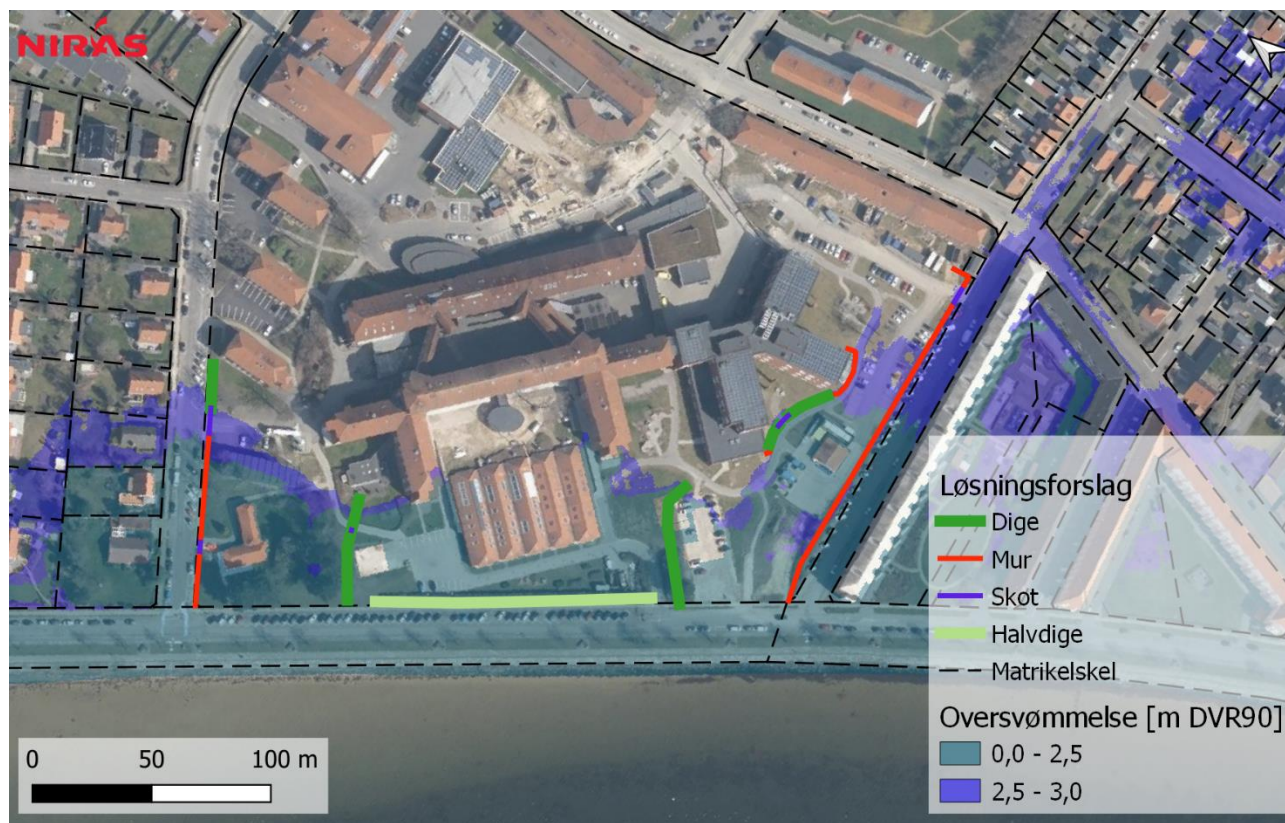 NIRAS
Løsningsforslag
Dige
Mur
Skot
Halvdige
Matrikelskel
Oversvømmelse [m DVR90]
0,0 - 2,5
2,5 - 3,0
0 50 100 m